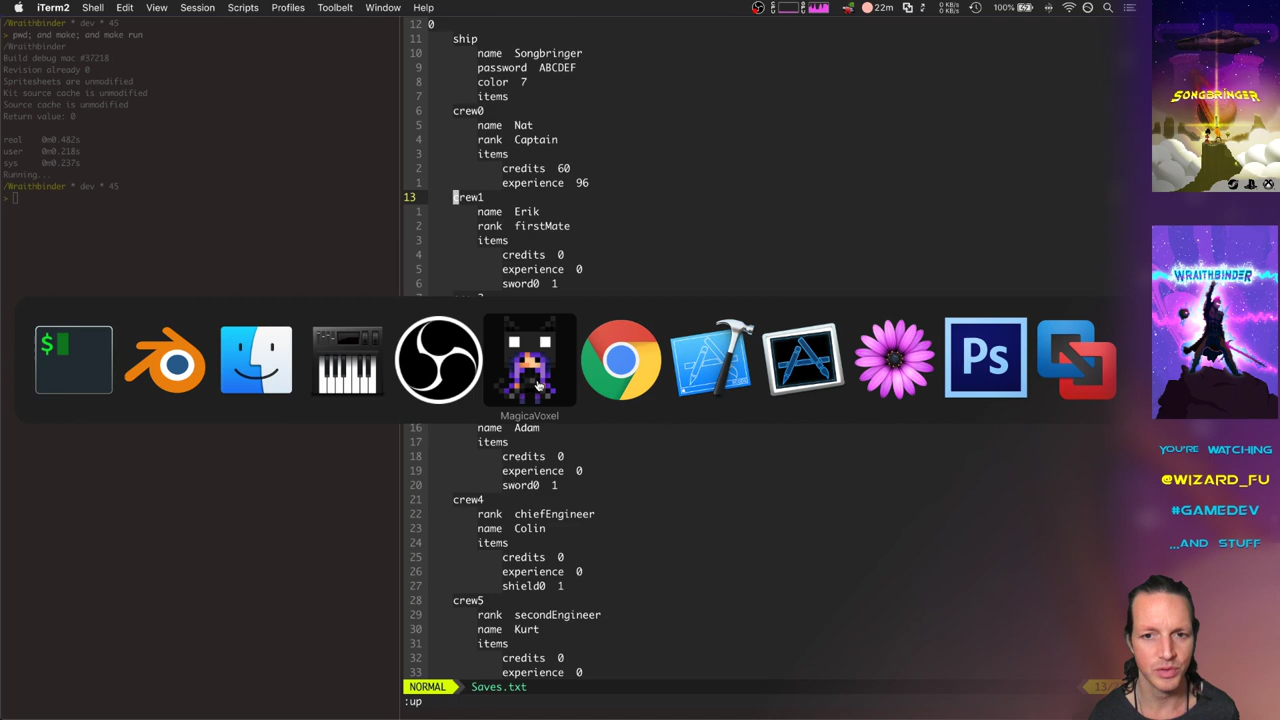 iTerm2 Shell Edit View Session Scripts Profiles Toolbelt Window Help
22m
0 KB/s
0 KB/s
100%
/Wraithbinder * dev * 45
> pwd; and make; and make run
/Wraithbinder
Build debug mac #37218
Revision already 0
Spritesheets are unmodified
Kit source cache is unmodified
Source cache is unmodified
Return value: 0
real 0m0.482s
user 0m0.218s
sys 0m0.237s
Running...
/Wraithbinder * dev * 45
>
12 0
11 ship
10 name Songbringer
9 password ABCDEF
8 color 7
7 items
6 crew0
5 name Nat
4 rank Captain
3 items
2 credits 60
1 experience 96
13 crew1
1 name Erik
2 rank firstMate
3 items
4 credits 0
5 experience 0
6 sword0 1
$
Ps
MagicaVoxel
16 name Adam
17 items
18 credits 0
19 experience 0
20 sword0 1
21 crew4
22 rank chiefEngineer
23 name Colin
24 items
25 credits 0
26 experience 0
27 shield0 1
28 crew5
29 rank secondEngineer
30 name Kurt
31 items
32 credits 0
33 experience 0
NORMAL Saves.txt
:up
SONGBRINGER
WRAITHBINDER
YOU'RE WATCHING
@WIZARD_FU
#GAMEDEV
...AND STUFF